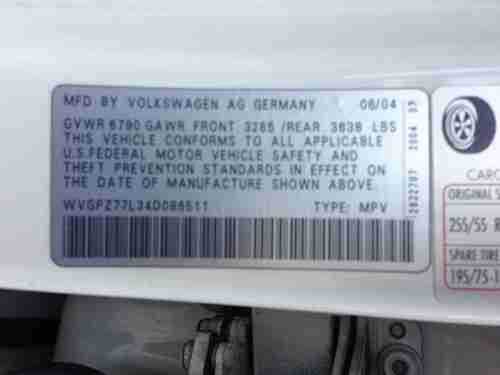 MFD BY VOLKSWAGEN AG GERMANY 06/04
GVWR 6790 GAWR FRONT 3285 /REAR 3638 LBS
THIS VEHICLE CONFORMS TO ALL APPLICABLE
U.S.FEDERAL MOTOR VEHICLE SAFETY AND
THEFT PREVENTION STANDARDS IN EFFECT ON
THE DATE OF MANUFACTURE SHOWN ABOVE.
WVGFZ77L34D086511 TYPE: MPV
CARG
ORIGINAL
255/55 R
SPARE TIRE
195/75-1